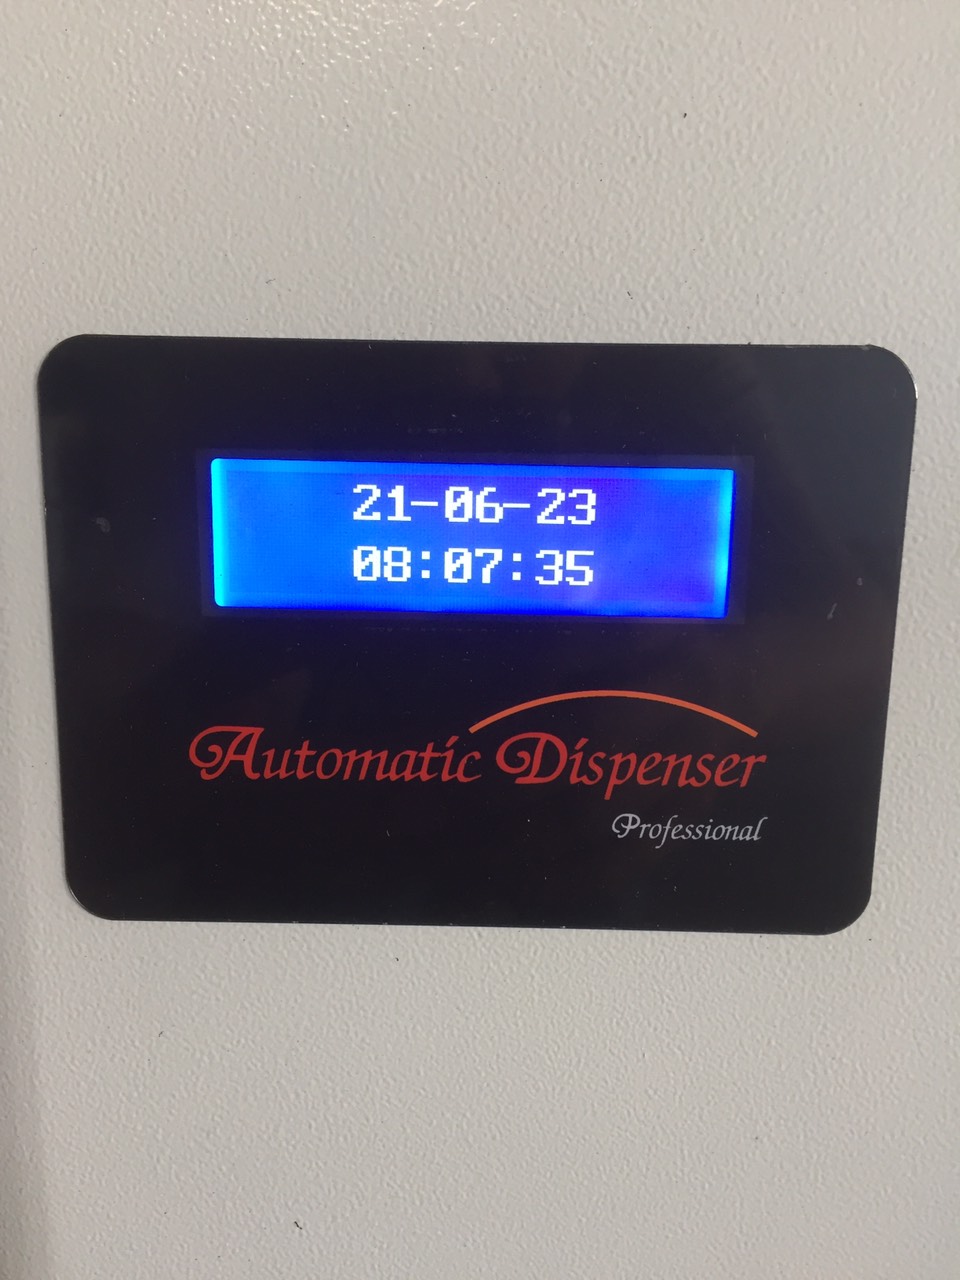 21-06-23
08:07:35
Automatic Dispenser
Professional